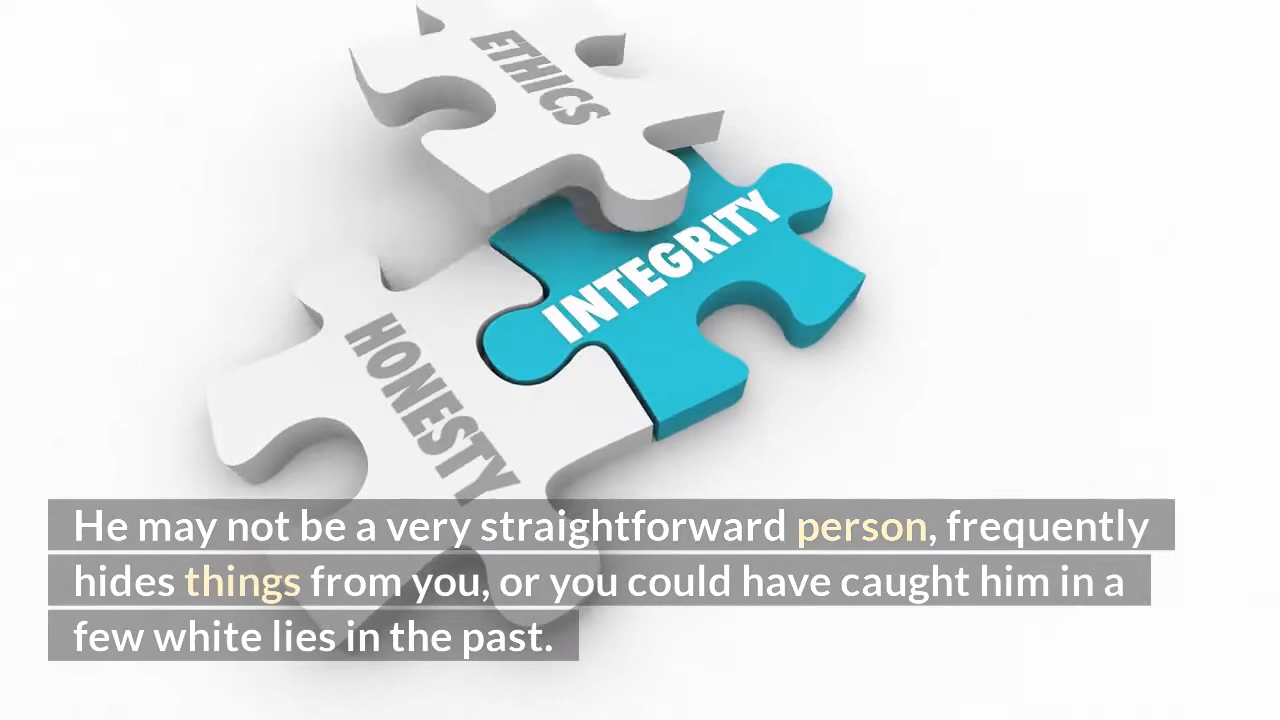 ETHICS
INTEGRITY
HONESTY
He may not be a very straightforward person, frequently
hides things from you, or you could have caught him in a
few white lies in the past.